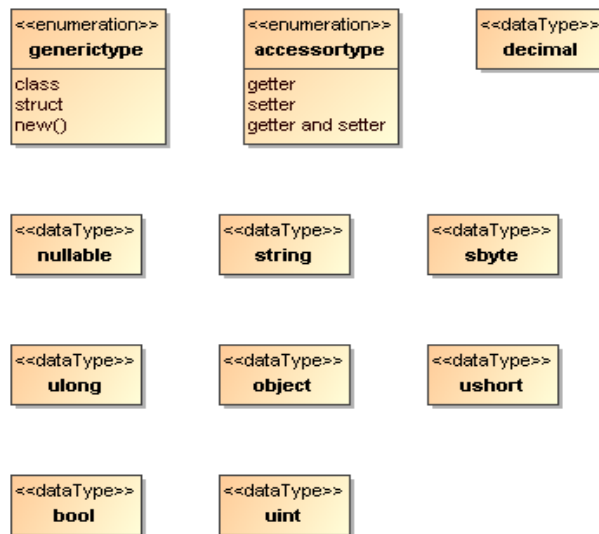 <<enumeration>>
genericype
class
struct
new()
<<enumeration>>
accessortype
getter
setter
getter and setter
<<dataType>>
decimal
<<dataType>>
nullable
<<dataType>>
string
<<dataType>>
sbyte
<<dataType>>
ulong
<<dataType>>
object
<<dataType>>
ushort
<<dataType>>
bool
<<dataType>>
uint